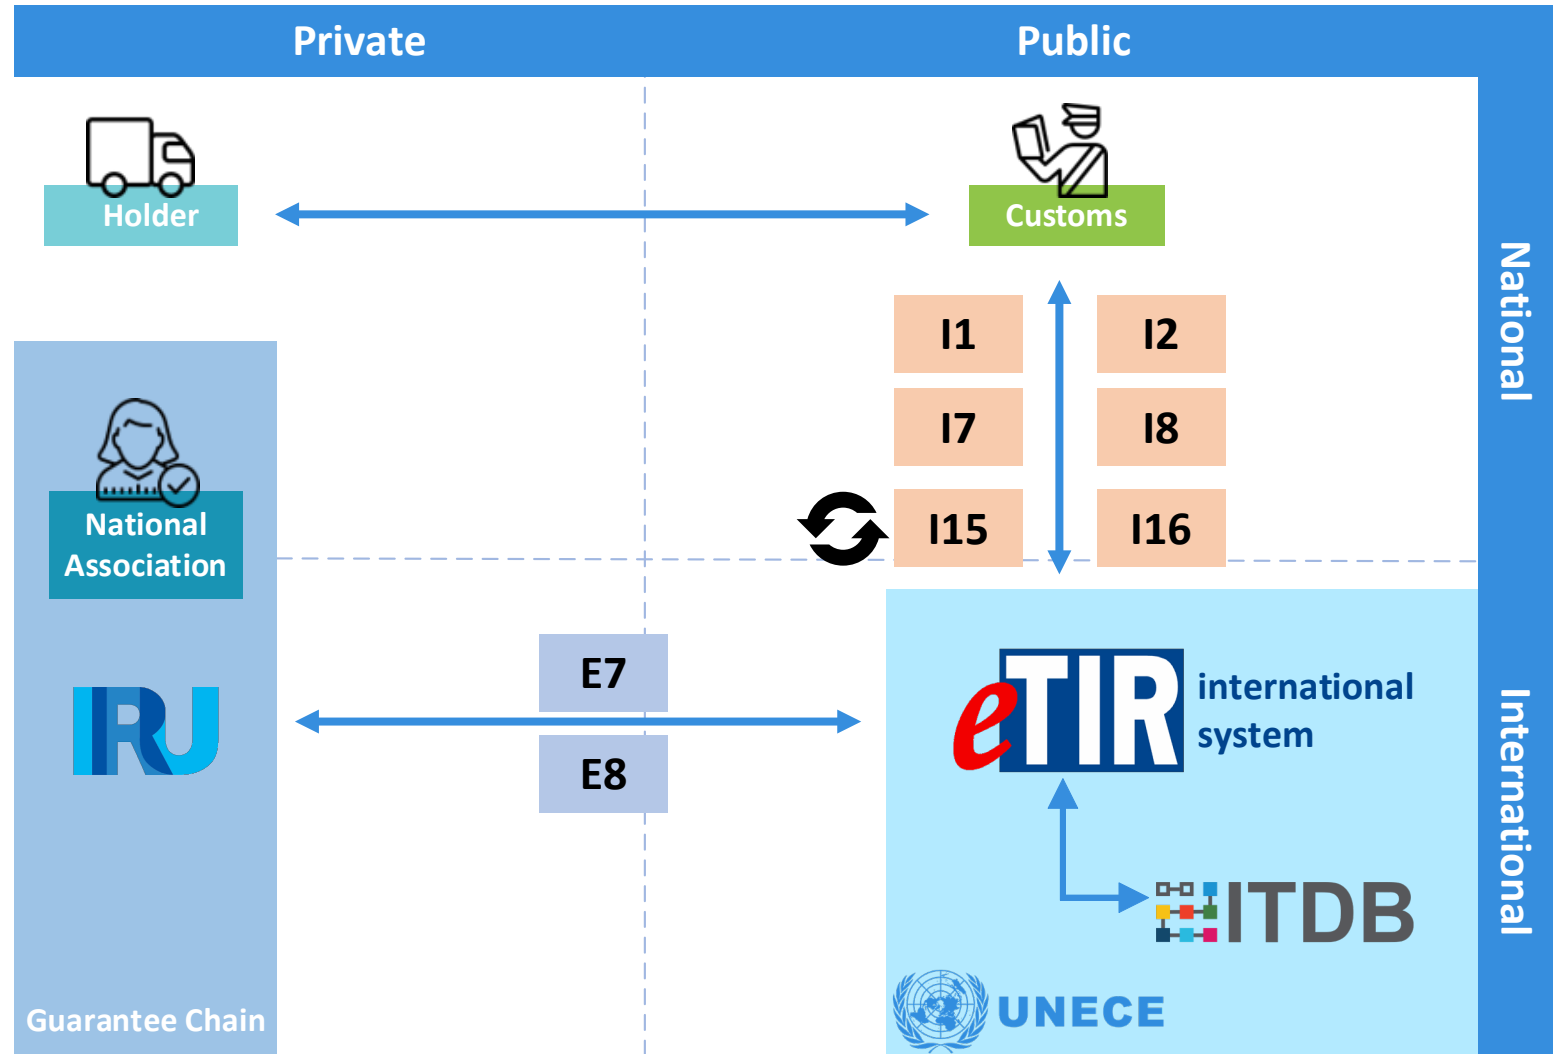 Private
Public
Holder
Customs
National
I1
I2
I7
I8
I15
I16
National
Association
E7
E8
IRU
eTIR
international
system
International
ITDB
Guarantee Chain
UNECE